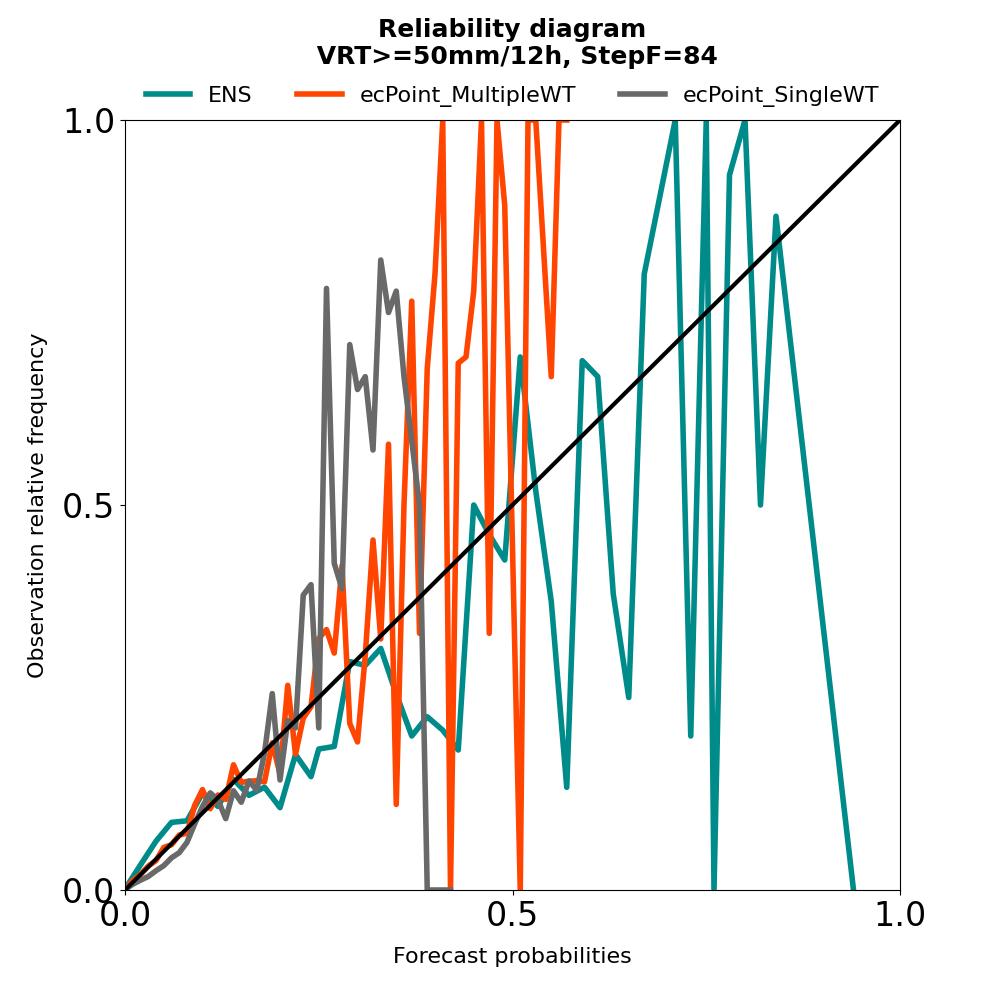 Reliability diagram
VRT>=50mm/12h, StepF=84
ENS ecPoint_MultipleWT ecPoint_SingleWT
1.0
0.5
0.0
Observation relative frequency
0.0 0.5 1.0
Forecast probabilities